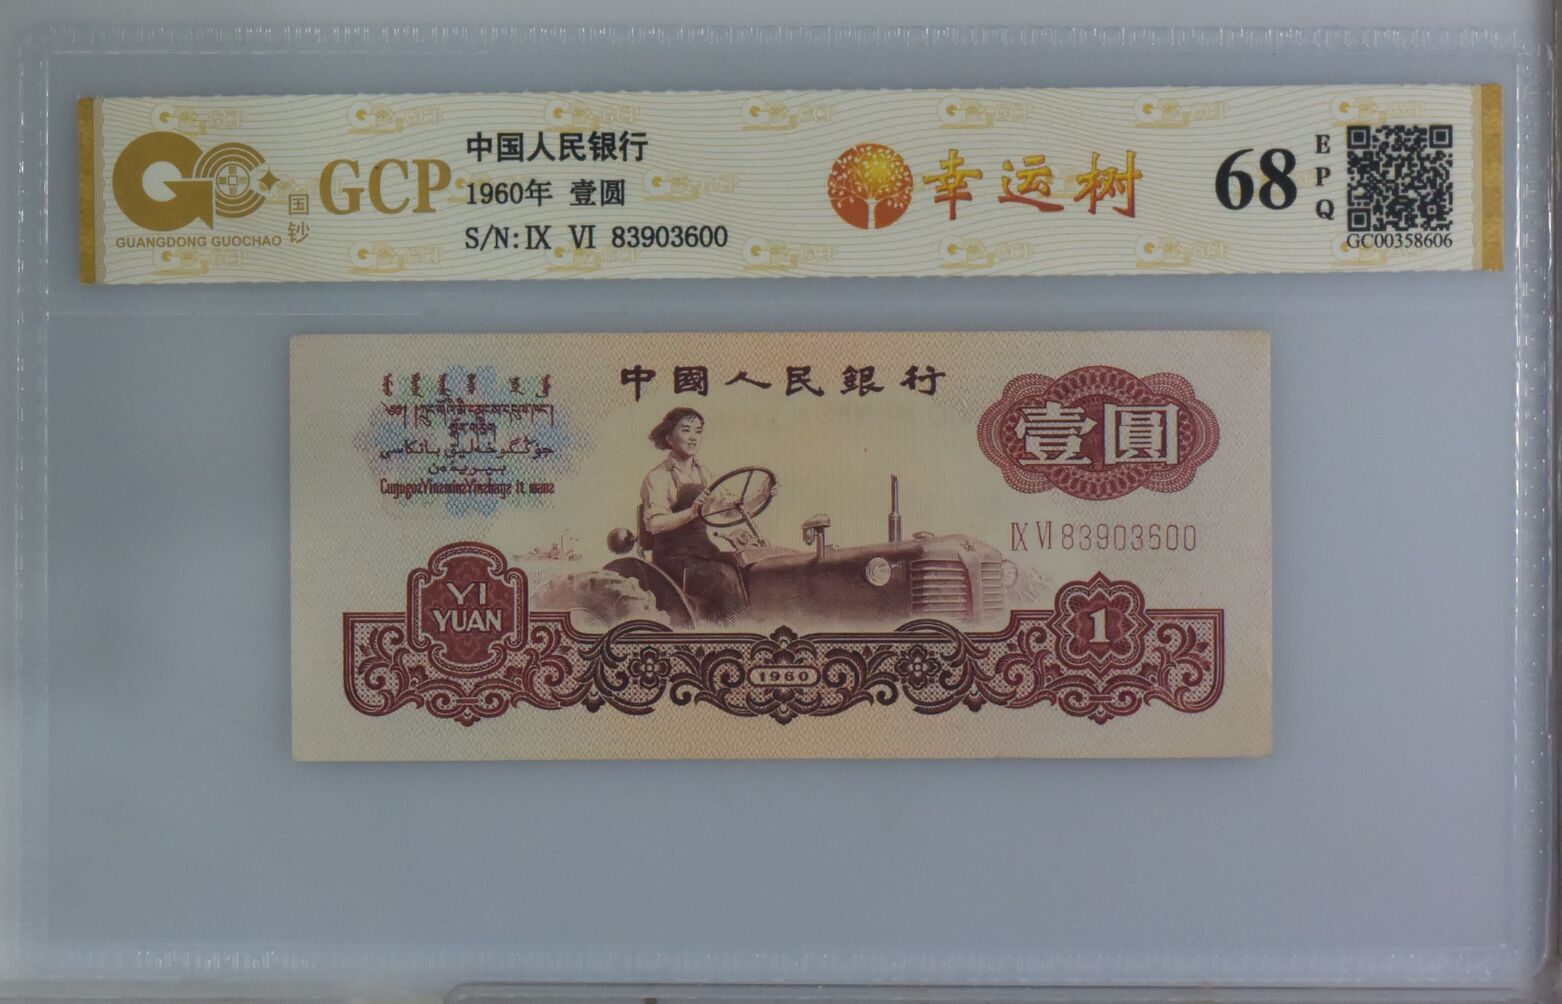 GCP
国钞
GUANGDONG GUOCHAO
中国人民银行
1960年 壹圆
S/N: IX VI 83903600
幸运树
68
EPQ
GC00358606
中國人民銀行
壹圓
IX VI 83903600
YI
YUAN
1960
1